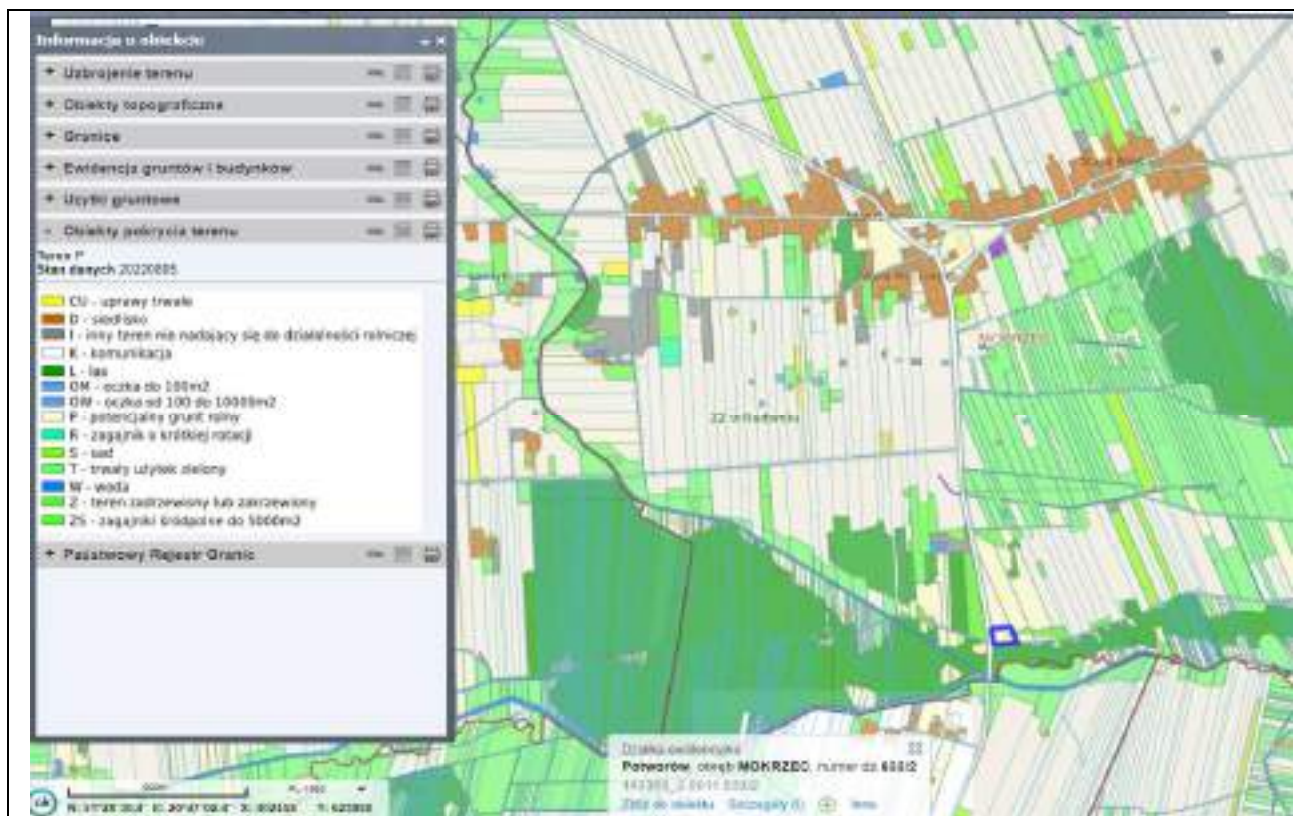 Informacja o obiekcie
+ Uzbrojenie terenu
+ Obiekty topograficzne
+ Granice
+ Ewidencja gruntów i budynków
+ Użytki gruntowe
- Obiekty pokrycia terenu
Teren P
Stan danych 20220805
CU - uprawy trwałe
D - siedlisko
I - inny teren nie nadający się do działalności rolniczej
K - komunikacja
L - las
OM - oczka do 100m2
OW - oczka od 100 do 10000m2
P - potencjalny grunt rolny
R - zagajnik o krótkiej rotacji
S - sad
T - trwały użytek zielony
W - woda
Z - teren zadrzewiony lub zakrzewiony
ZS - zagajniki śródpolne do 5000m2
+ Państwowy Rejestr Granic
Działka ewidencyjna
Potworów, obręb MOKRZEC, numer dz.
Zbliż do obiektu Szczegóły Inne